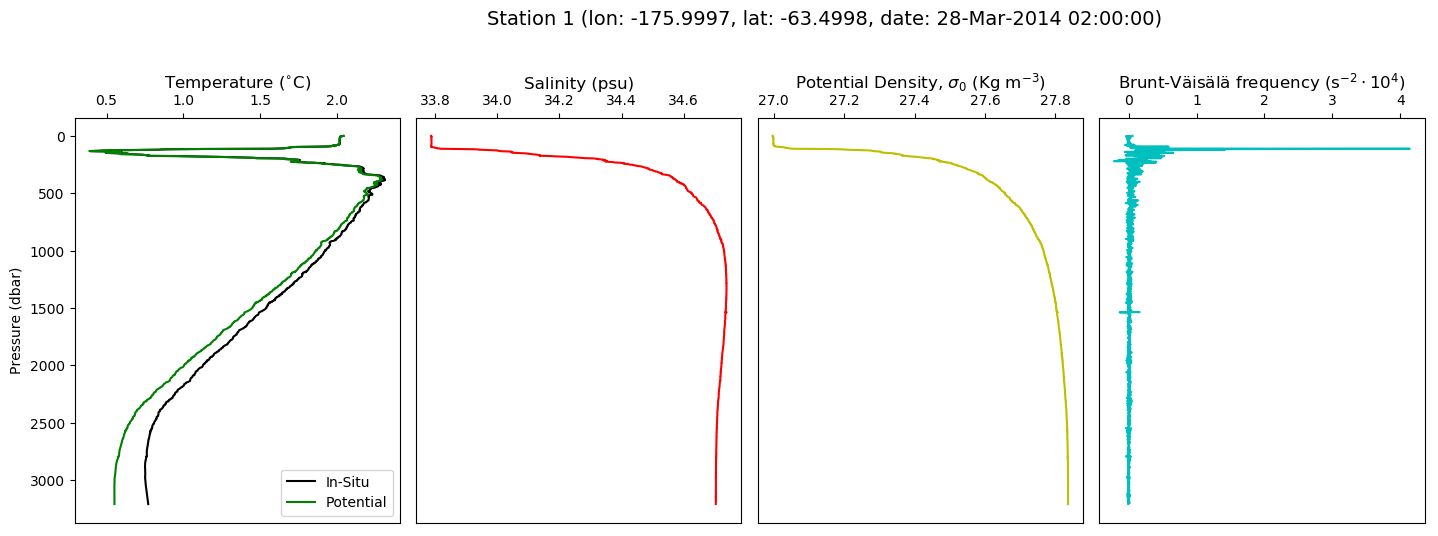 Station 1 (lon: -175.9997, lat: -63.4998, date: 28-Mar-2014 02:00:00)
Temperature (˚C)
0.5 1.0 1.5 2.0
Salinity (psu)
33.8 34.0 34.2 34.4 34.6
Potential Density, σ₀ (Kg m⁻³)
27.0 27.2 27.4 27.6 27.8
Brunt-Väisälä frequency (s⁻² · 10⁴)
0 1 2 3 4
Pressure (dbar)
0
500
1000
1500
2000
2500
3000
In-Situ
Potential